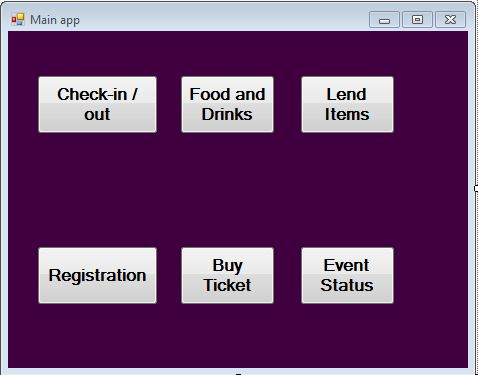 Main app
Check-in /
out
Food and
Drinks
Lend
Items
Registration
Buy
Ticket
Event
Status